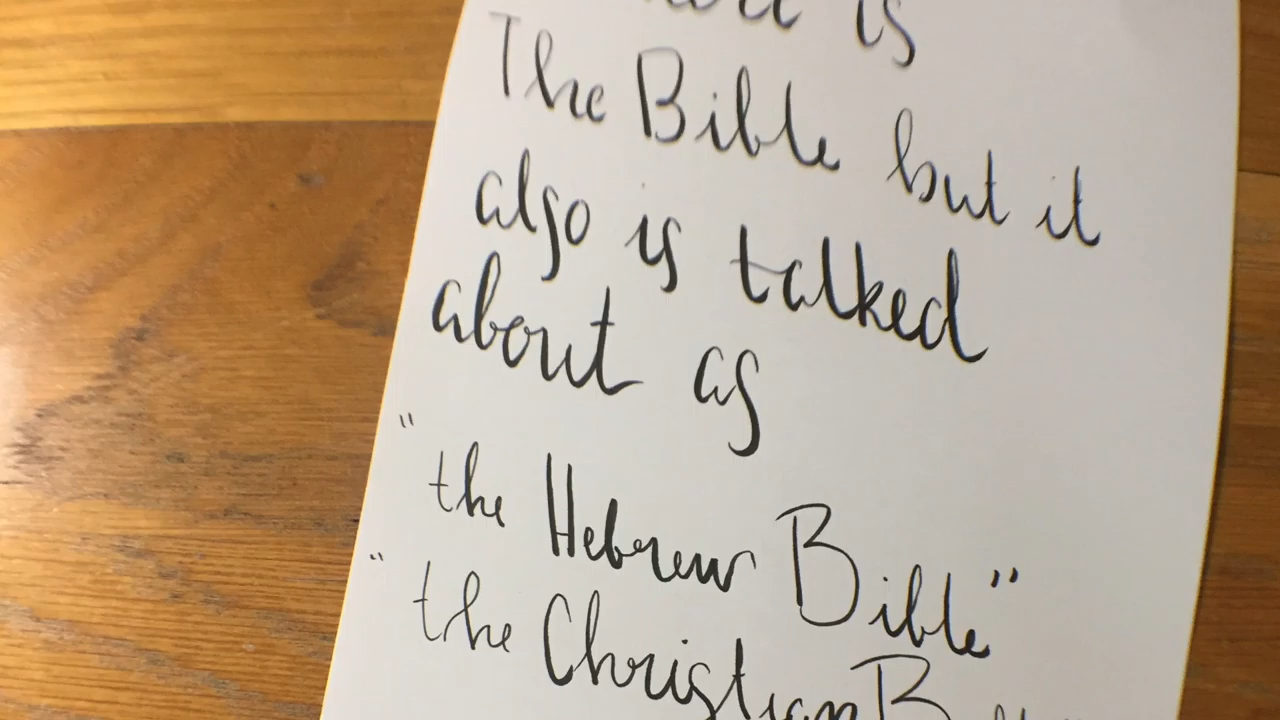 is
The Bible but it
also is talked
about as
"the Hebrew Bible"
"the Christian